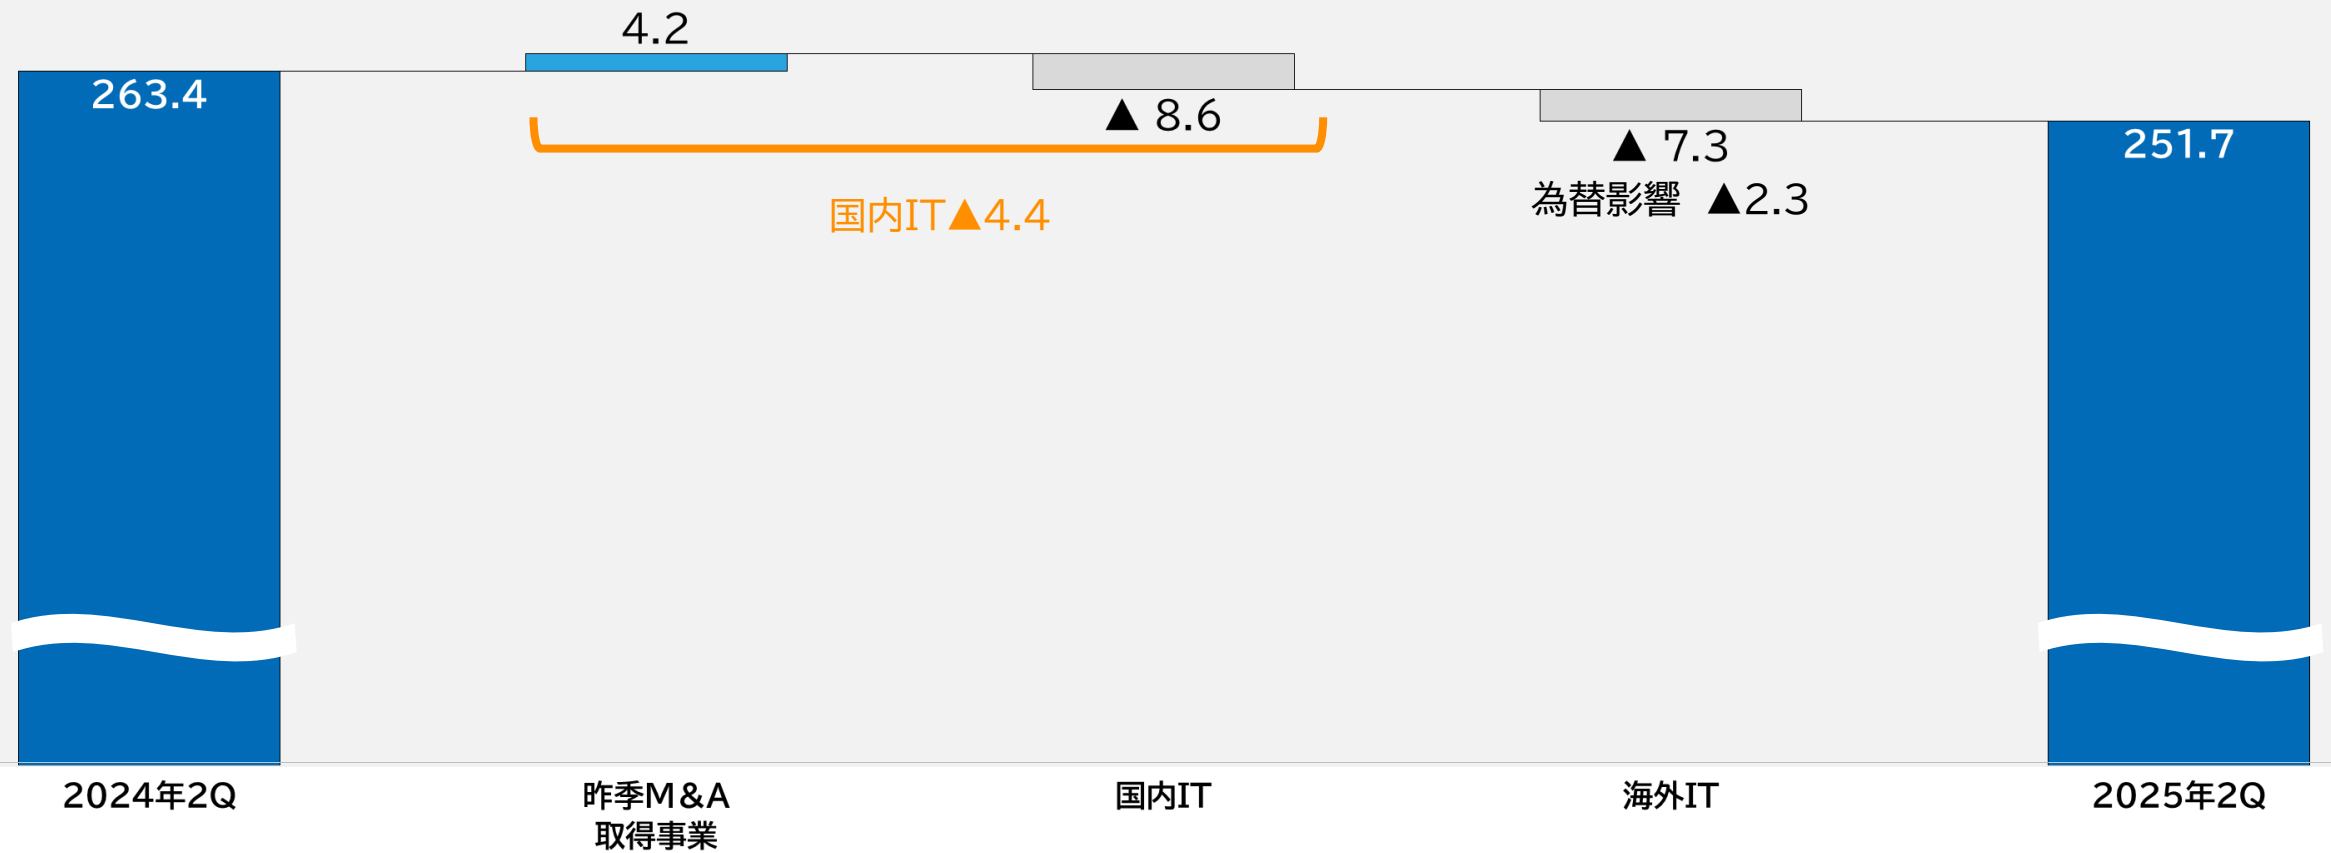 4.2
263.4
▲ 8.6
251.7
▲ 7.3
為替影響 ▲2.3
国内IT▲4.4
2024年2Q
昨季M&A
取得事業
国内IT
海外IT
2025年2Q